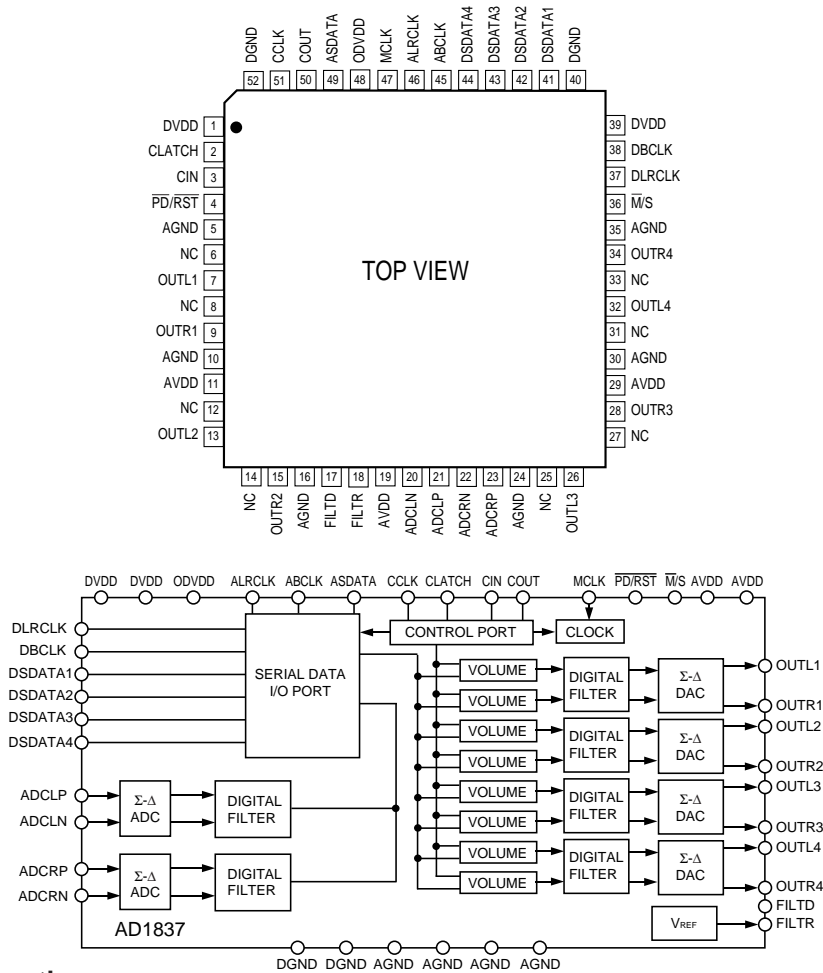 DGND CCLK COUT ASDATA ODVDD MCLK ALRCLK ABCLK DSDATA4 DSDATA3 DSDATA2 DSDATA1 DGND
52 51 50 49 48 47 46 45 44 43 42 41 40
DVDD 1 39 DVDD
CLATCH 2 38 DBCLK
CIN 3 37 DLRCLK
PD/RST 4 36 M/S
AGND 5 35 AGND
NC 6 34 OUTR4
OUTL1 7 TOP VIEW 33 NC
NC 8 32 OUTL4
OUTR1 9 31 NC
AGND 10 30 AGND
AVDD 11 29 AVDD
NC 12 28 OUTR3
OUTL2 13 27 NC
14 15 16 17 18 19 20 21 22 23 24 25 26
NC OUTR2 AGND FILTD FILTR AVDD ADCLN ADCLP ADCRN ADCRP AGND NC OUTL3
DVDD DVDD ODVDD ALRCLK ABCLK ASDATA CCLK CLATCH CIN COUT MCLK PD/RST M/S AVDD AVDD
DLRCLK
DBCLK
DSDATA1
DSDATA2
DSDATA3
DSDATA4
SERIAL DATA
I/O PORT
CONTROL PORT CLOCK
VOLUME
VOLUME
DIGITAL
FILTER
Σ-Δ
DAC
OUTL1
OUTR1
VOLUME
VOLUME
DIGITAL
FILTER
Σ-Δ
DAC
OUTL2
OUTR2
VOLUME
VOLUME
DIGITAL
FILTER
Σ-Δ
DAC
OUTL3
OUTR3
VOLUME
VOLUME
DIGITAL
FILTER
Σ-Δ
DAC
OUTL4
OUTR4
ADCLP
ADCLN
Σ-Δ
ADC
DIGITAL
FILTER
ADCRP
ADCRN
Σ-Δ
ADC
DIGITAL
FILTER
VREF
FILTD
FILTR
AD1837
DGND DGND AGND AGND AGND AGND